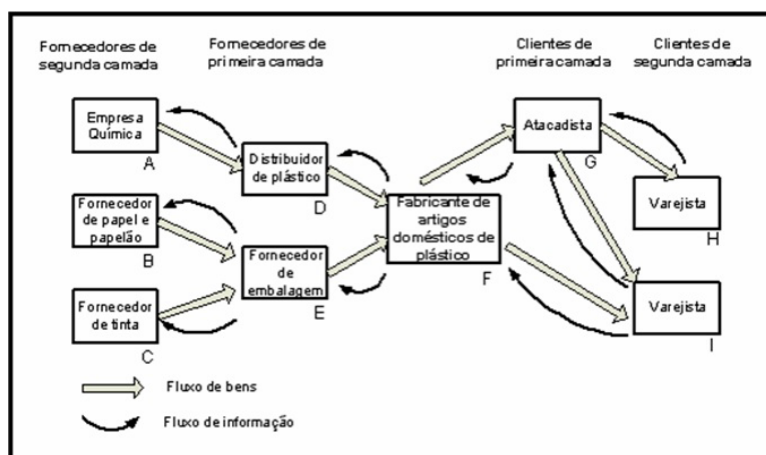 Fornecedores de
segunda camada
Fornecedores de
primeira camada
Clientes de
primeira camada
Clientes de
segunda camada
Empresa
Química
A
Distribuidor
de plástico
D
Atacadista
G
Fornecedor
de papel e
papelão
B
Fabricante de
artigos
domésticos de
plástico
F
Varejista
H
Fornecedor
de
embalagem
E
Fornecedor
de tinta
C
Varejista
I
Fluxo de bens
Fluxo de informação